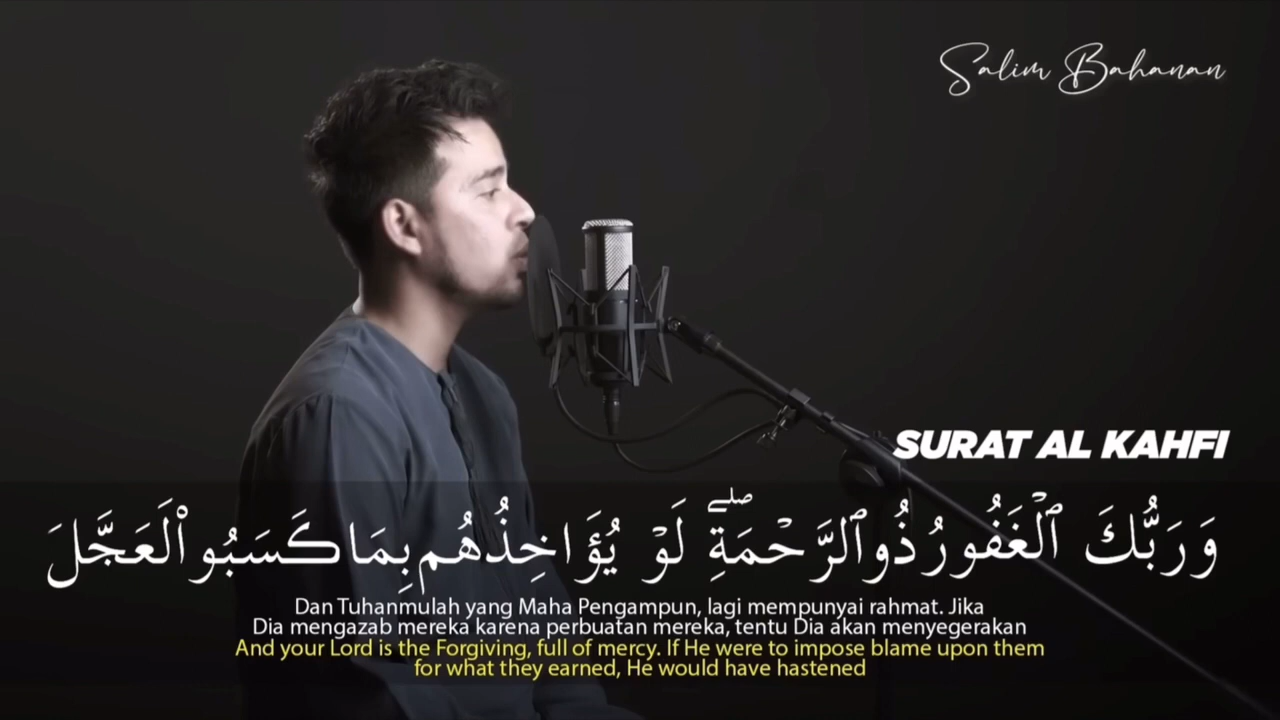 Salim Bahanan
SURAT AL KAHFI
وَرَبُّكَ ٱلْغَفُورُ ذُو ٱلرَّحْمَةِۖ لَوْ يُؤَاخِذُهُم بِمَا كَسَبُوا۟ لَعَجَّلَ
Dan Tuhanmulah yang Maha Pengampun, lagi mempunyai rahmat. Jika
Dia mengazab mereka karena perbuatan mereka, tentu Dia akan menyegerakan
And your Lord is the Forgiving, full of mercy. If He were to impose blame upon them
for what they earned, He would have hastened